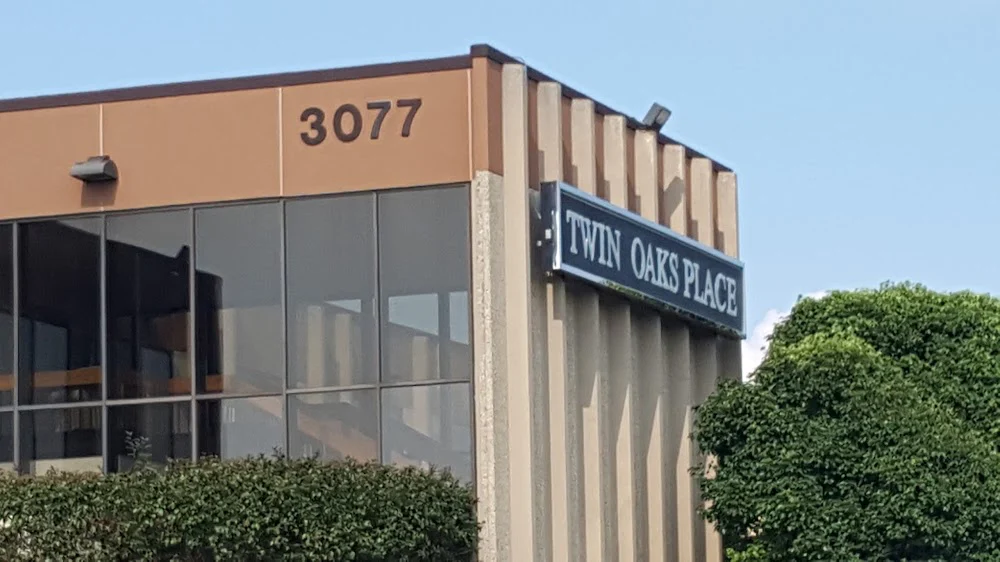 3077
TWIN OAKS PLACE